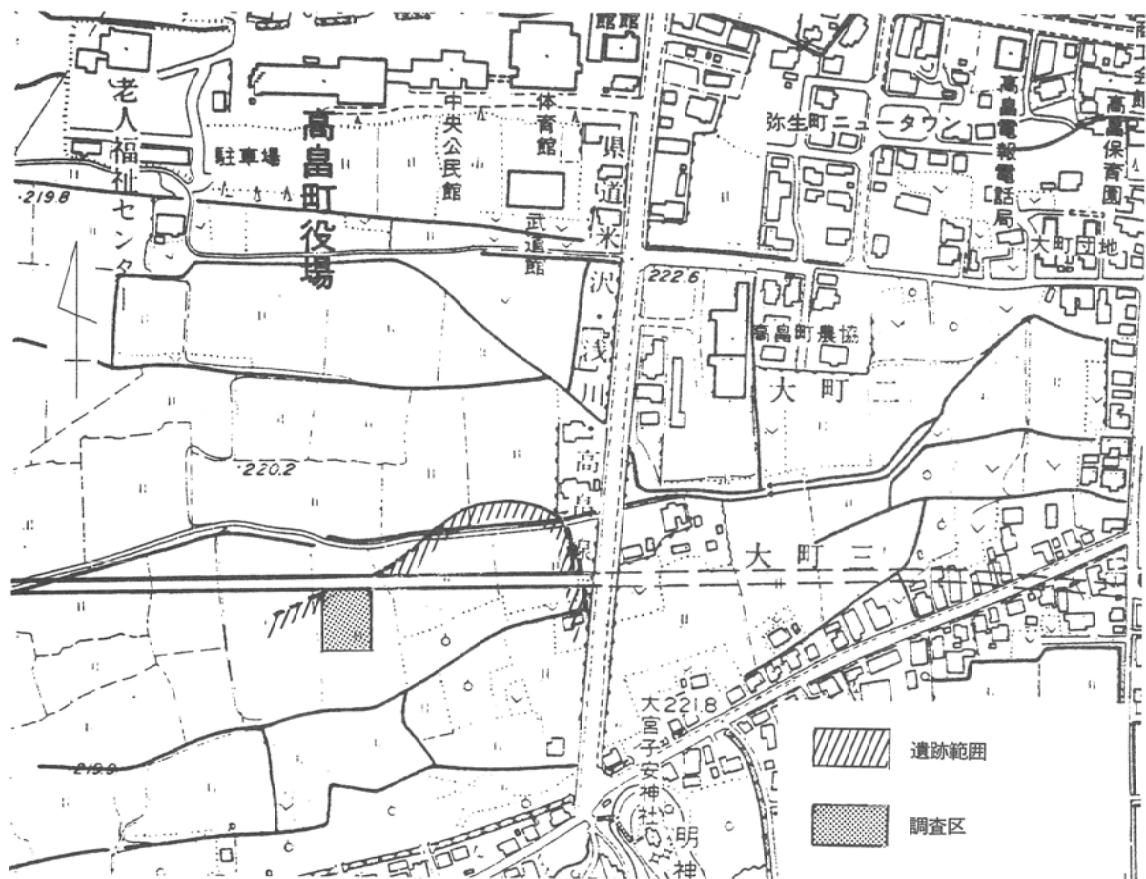 館館
老人福祉センター
高畠町役場
駐車場
中央公民館
体育館
武道館
県道米沢・浅川・高畠線
弥生町ニュータウン
高畠電報電話局
高畠保育園
大町団地
・219.8
222.6
高畠町農協
大町二
・220.2
大町三
大宮子安神社
221.8
明神
・219.9
遺跡範囲
調査区